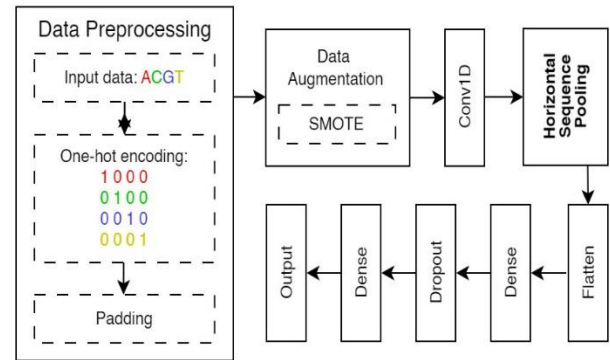 Data Preprocessing
Input data: ACGT
One-hot encoding:
1 0 0 0
0 1 0 0
0 0 1 0
0 0 0 1
Padding
Data
Augmentation
SMOTE
Conv1D
Horizontal
Sequence
Pooling
Flatten
Dense
Dropout
Dense
Output